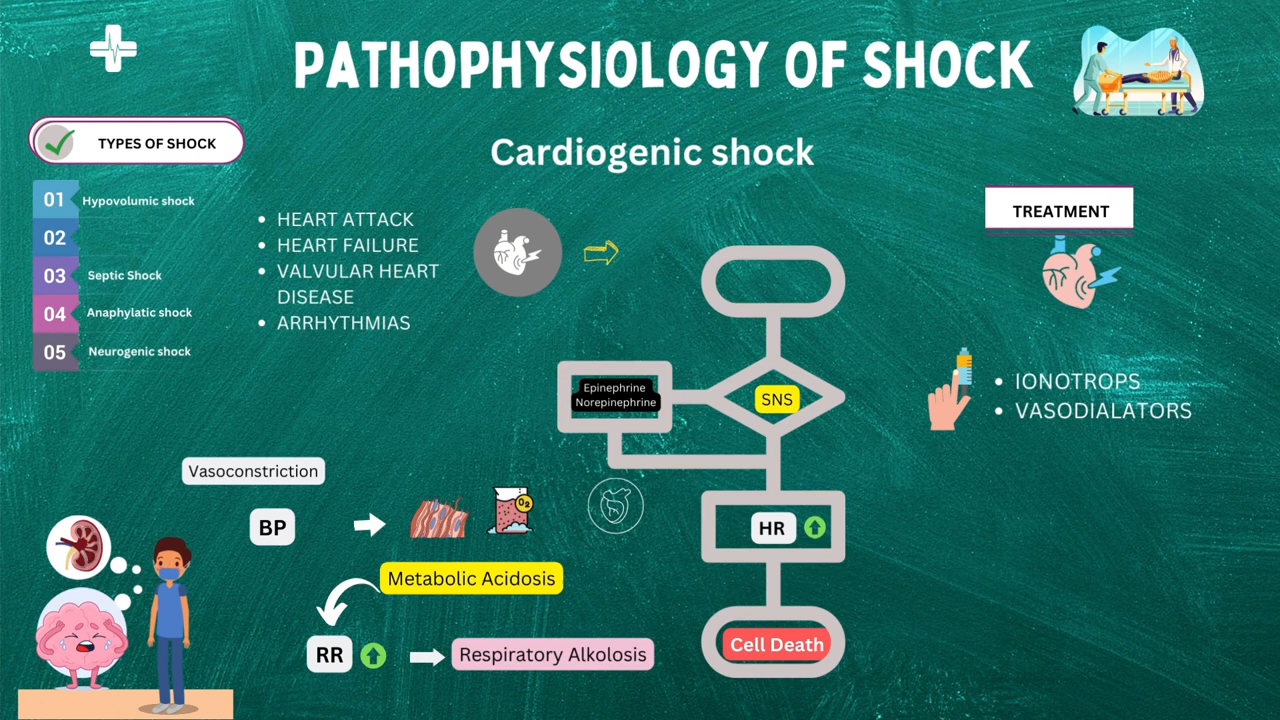 PATHOPHYSIOLOGY OF SHOCK
TYPES OF SHOCK
01 Hypovolumic shock
02
03 Septic Shock
04 Anaphylatic shock
05 Neurogenic shock
Cardiogenic shock
HEART ATTACK
HEART FAILURE
VALVULAR HEART
DISEASE
ARRHYTHMIAS
Epinephrine
Norepinephrine
SNS
HR
Cell Death
Vasoconstriction
BP
O2
Metabolic Acidosis
RR
Respiratory Alkolosis
TREATMENT
IONOTROPS
VASODIALATORS